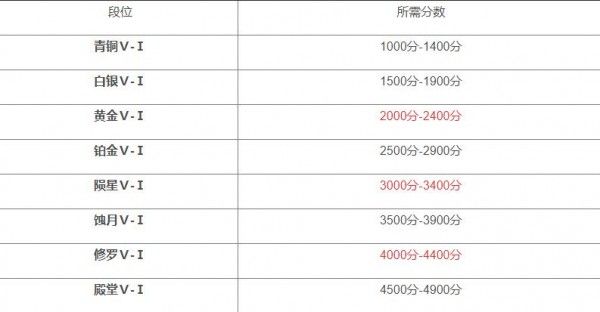 段位 所需分数
青铜V - I 1000分-1400分
白银V - I 1500分-1900分
黄金V - I 2000分-2400分
铂金V - I 2500分-2900分
陨星V - I 3000分-3400分
蚀月V - I 3500分-3900分
修罗V - I 4000分-4400分
殿堂V - I 4500分-4900分